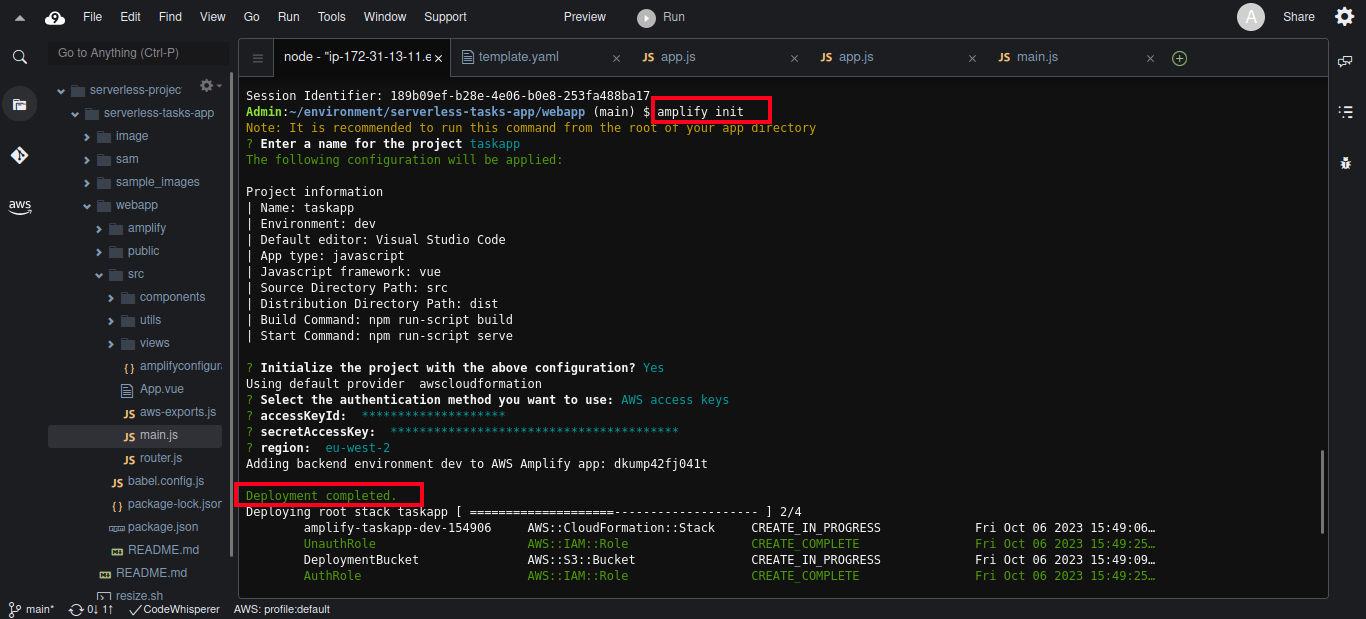 File Edit Find View Go Run Tools Window Support Preview Run A Share
Go to Anything (Ctrl-P)
node - "ip-172-31-13-11.e × template.yaml × JS app.js × JS app.js × JS main.js ×
serverless-projec
serverless-tasks-app
image
sam
sample_images
webapp
amplify
public
src
components
utils
views
{ } amplifyconfigura
App.vue
JS aws-exports.js
JS main.js
JS router.js
JS babel.config.js
{ } package-lock.json
package.json
README.md
README.md
resize.sh
aws
Session Identifier: 189b09ef-b28e-4e06-b0e8-253fa488ba17
Admin:~/environment/serverless-tasks-app/webapp (main) $ amplify init
Note: It is recommended to run this command from the root of your app directory
? Enter a name for the project taskapp
The following configuration will be applied:
Project information
| Name: taskapp
| Environment: dev
| Default editor: Visual Studio Code
| App type: javascript
| Javascript framework: vue
| Source Directory Path: src
| Distribution Directory Path: dist
| Build Command: npm run-script build
| Start Command: npm run-script serve
? Initialize the project with the above configuration? Yes
Using default provider  awscloudformation
? Select the authentication method you want to use: AWS access keys
? accessKeyId:  ********************
? secretAccessKey:  ****************************************
? region:  eu-west-2
Adding backend environment dev to AWS Amplify app: dkump42fj041t
Deployment completed.
Deploying root stack taskapp [ ====================-------------------- ] 2/4
amplify-taskapp-dev-154906 AWS::CloudFormation::Stack CREATE_IN_PROGRESS Fri Oct 06 2023 15:49:06…
UnauthRole AWS::IAM::Role CREATE_COMPLETE Fri Oct 06 2023 15:49:25…
DeploymentBucket AWS::S3::Bucket CREATE_IN_PROGRESS Fri Oct 06 2023 15:49:09…
AuthRole AWS::IAM::Role CREATE_COMPLETE Fri Oct 06 2023 15:49:25…
main* 0↓ 1↑ CodeWhisperer AWS: profile:default